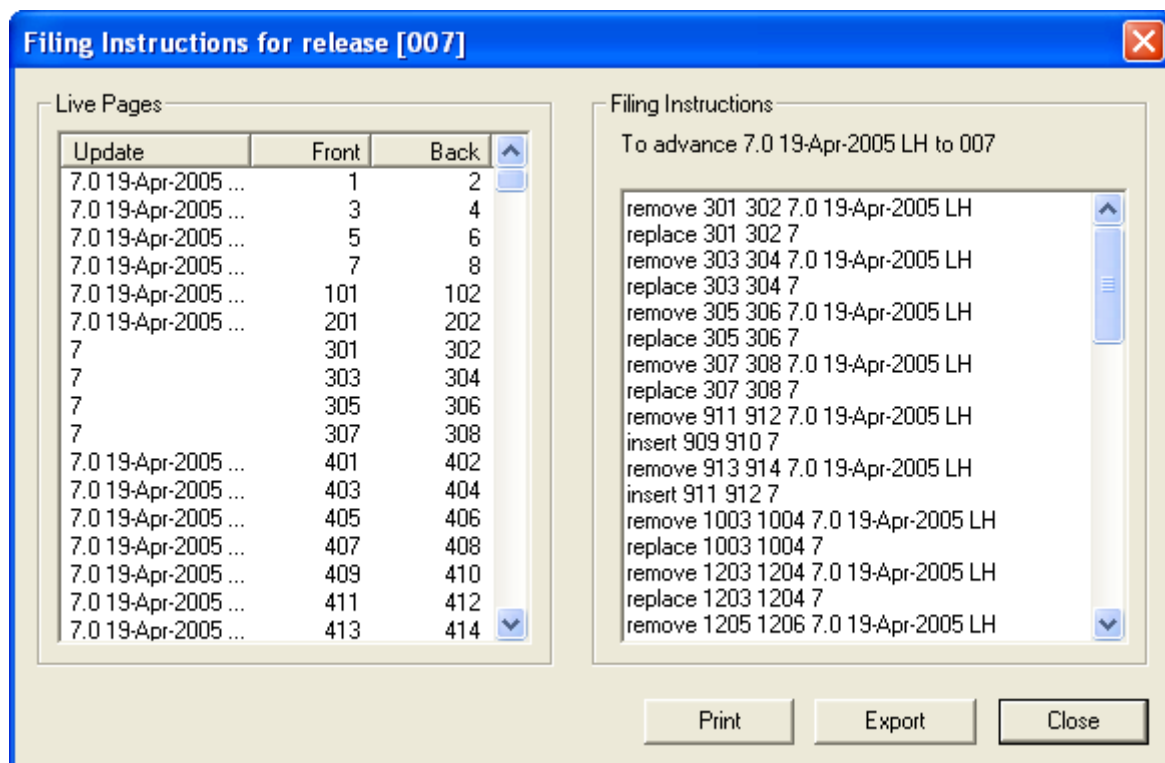 Filing Instructions for release [007]
Live Pages
Update Front Back
7.0 19-Apr-2005 ... 1 2
7.0 19-Apr-2005 ... 3 4
7.0 19-Apr-2005 ... 5 6
7.0 19-Apr-2005 ... 7 8
7.0 19-Apr-2005 ... 101 102
7.0 19-Apr-2005 ... 201 202
7 301 302
7 303 304
7 305 306
7 307 308
7.0 19-Apr-2005 ... 401 402
7.0 19-Apr-2005 ... 403 404
7.0 19-Apr-2005 ... 405 406
7.0 19-Apr-2005 ... 407 408
7.0 19-Apr-2005 ... 409 410
7.0 19-Apr-2005 ... 411 412
7.0 19-Apr-2005 ... 413 414
Filing Instructions
To advance 7.0 19-Apr-2005 LH to 007
remove 301 302 7.0 19-Apr-2005 LH
replace 301 302 7
remove 303 304 7.0 19-Apr-2005 LH
replace 303 304 7
remove 305 306 7.0 19-Apr-2005 LH
replace 305 306 7
remove 307 308 7.0 19-Apr-2005 LH
replace 307 308 7
remove 911 912 7.0 19-Apr-2005 LH
insert 909 910 7
remove 913 914 7.0 19-Apr-2005 LH
insert 911 912 7
remove 1003 1004 7.0 19-Apr-2005 LH
replace 1003 1004 7
remove 1203 1204 7.0 19-Apr-2005 LH
replace 1203 1204 7
remove 1205 1206 7.0 19-Apr-2005 LH
Print
Export
Close